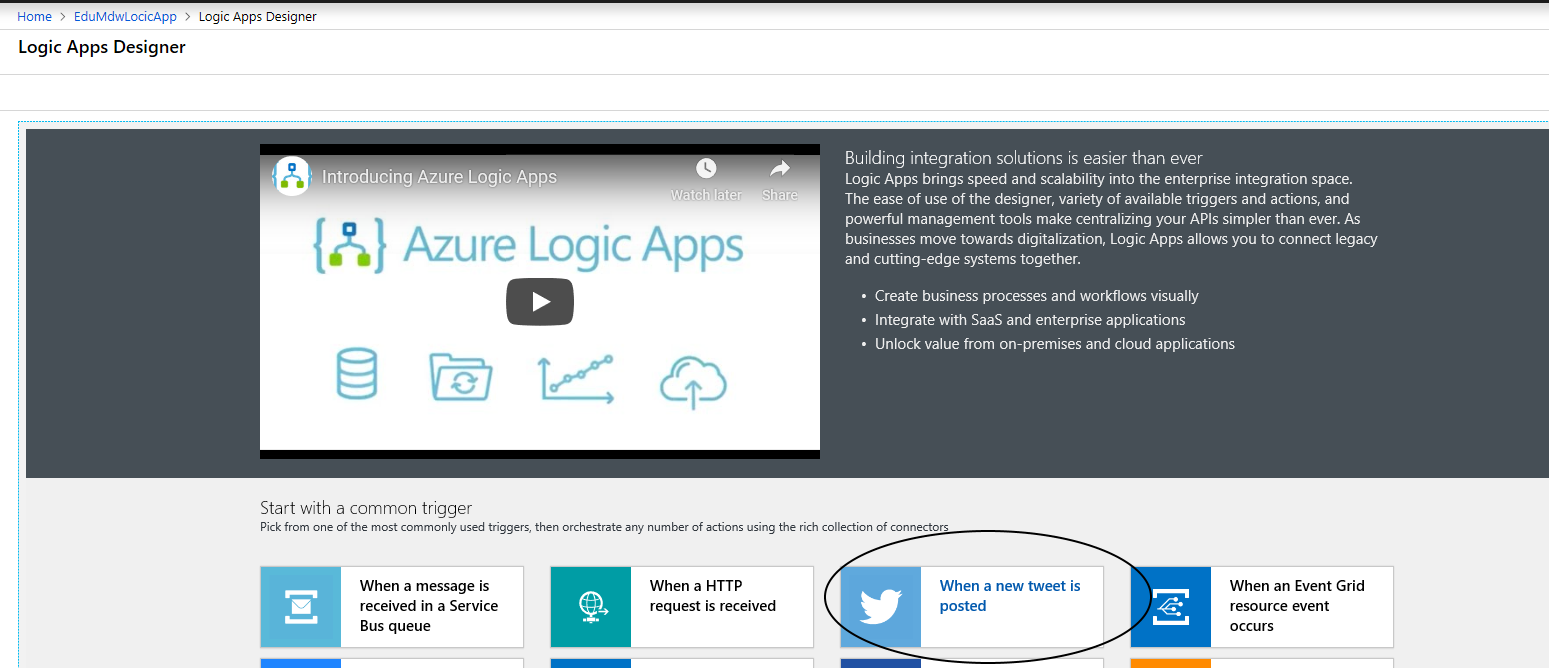 Home > EduMdwLocicApp > Logic Apps Designer
Logic Apps Designer
Introducing Azure Logic Apps
Watch later
Share
Azure Logic Apps
Building integration solutions is easier than ever
Logic Apps brings speed and scalability into the enterprise integration space.
The ease of use of the designer, variety of available triggers and actions, and
powerful management tools make centralizing your APIs simpler than ever. As
businesses move towards digitalization, Logic Apps allows you to connect legacy
and cutting-edge systems together.
• Create business processes and workflows visually
• Integrate with SaaS and enterprise applications
• Unlock value from on-premises and cloud applications
Start with a common trigger
Pick from one of the most commonly used triggers, then orchestrate any number of actions using the rich collection of connectors
When a message is
received in a Service
Bus queue
When a HTTP
request is received
When a new tweet is
posted
When an Event Grid
resource event
occurs